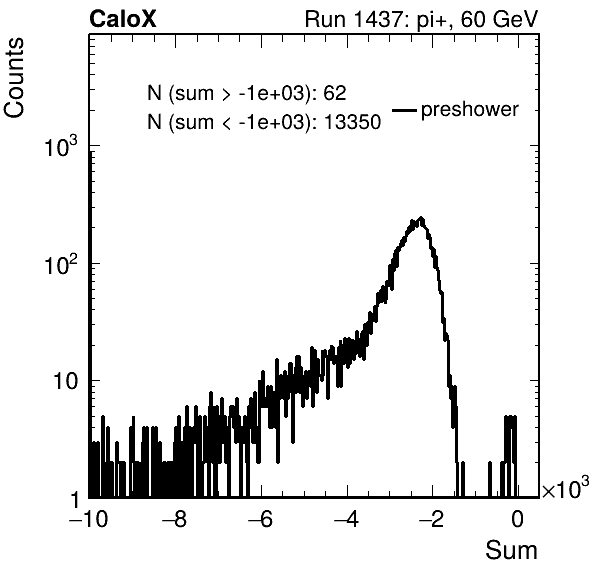 CaloX Run 1437: pi+, 60 GeV
Counts
N (sum > -1e+03): 62
N (sum < -1e+03): 13350
preshower
10³
10²
10
1
−10 −8 −6 −4 −2 0
×10³
Sum